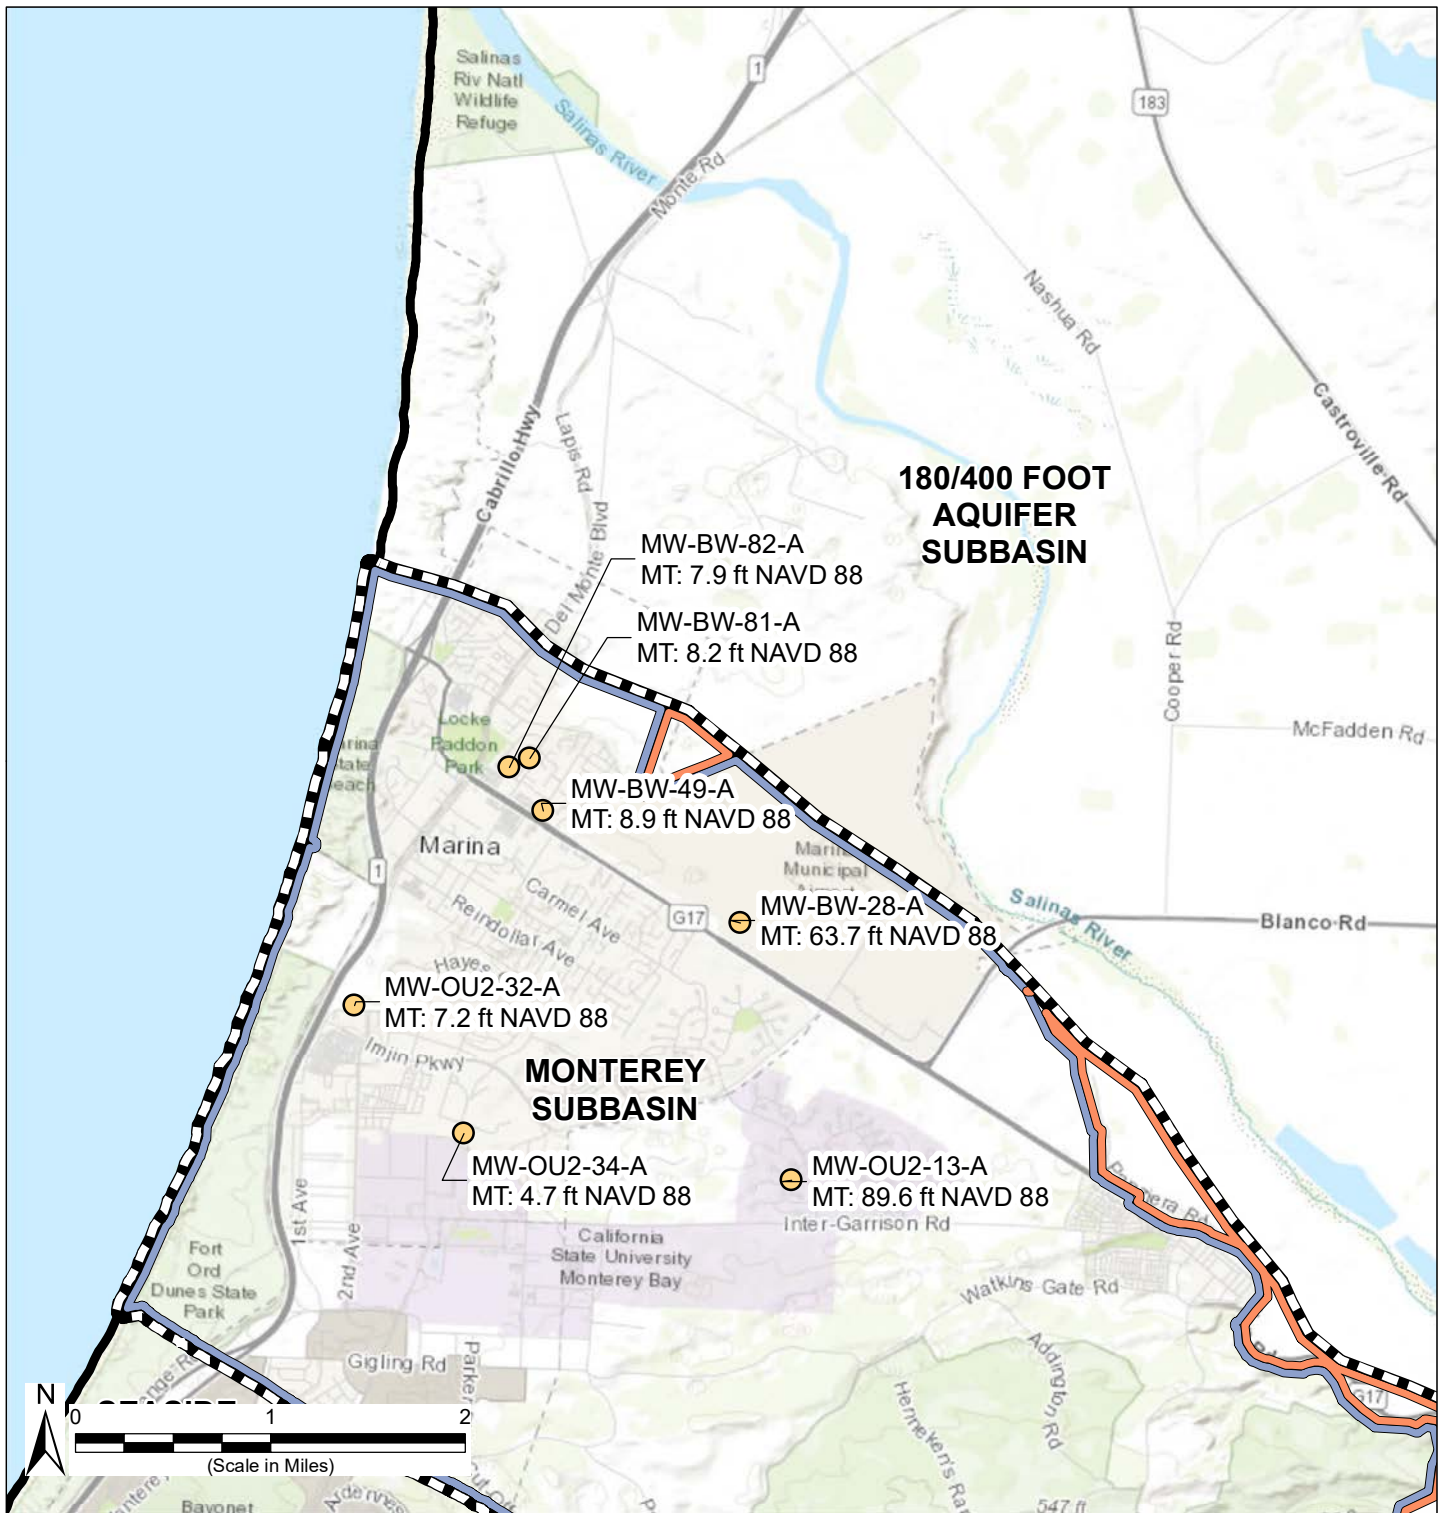 Salinas
Riv Natl
Wildlife
Refuge
1
183
Salinas River
Monte Rd
Nashua Rd
Castroville Rd
Cabrillo Hwy
Lapis Rd
Del Monte Blvd
180/400 FOOT
AQUIFER
SUBBASIN
MW-BW-82-A
MT: 7.9 ft NAVD 88
MW-BW-81-A
MT: 8.2 ft NAVD 88
Cooper Rd
McFadden Rd
Locke
Paddon
Park
MW-BW-49-A
MT: 8.9 ft NAVD 88
Marina
Municipal
Marina
1
Carmel Ave
Reindollar Ave
G17
MW-BW-28-A
MT: 63.7 ft NAVD 88
Salinas River
Blanco Rd
Hayes
MW-OU2-32-A
MT: 7.2 ft NAVD 88
Imjin Pkwy
MONTEREY
SUBBASIN
MW-OU2-34-A
MT: 4.7 ft NAVD 88
MW-OU2-13-A
MT: 89.6 ft NAVD 88
Inter-Garrison Rd
California
State University
Monterey Bay
1st Ave
2nd Ave
Fort
Ord
Dunes State
Park
Watkins Gate Rd
Addington Rd
Gigling Rd
Parker
G17
N
0 1 2
(Scale in Miles)
Bayonet
547 ft